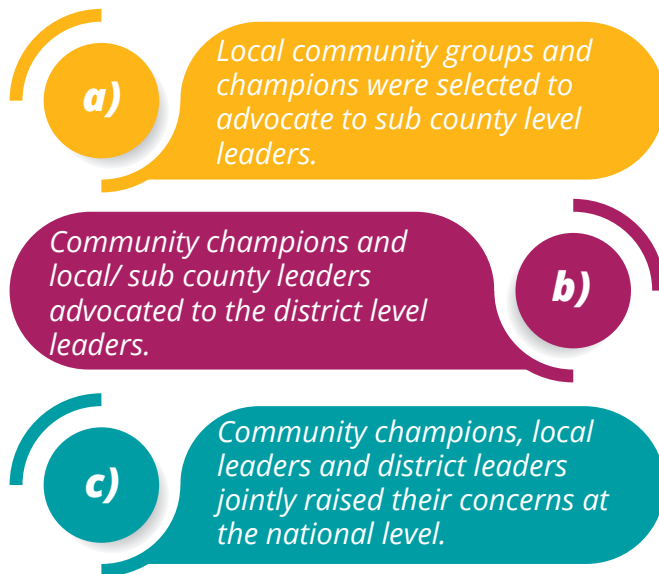 a)
Local community groups and
champions were selected to
advocate to sub county level
leaders.
Community champions and
local/ sub county leaders
advocated to the district level
leaders.
b)
c)
Community champions, local
leaders and district leaders
jointly raised their concerns at
the national level.